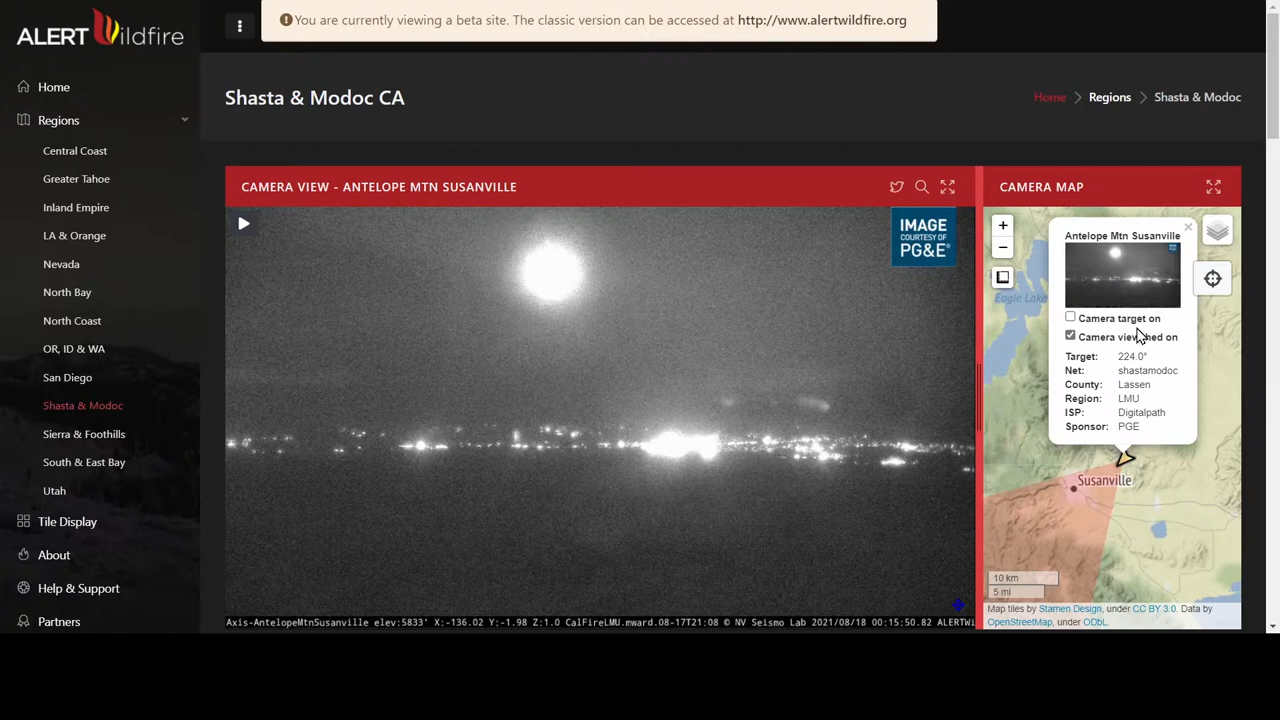 You are currently viewing a beta site. The classic version can be accessed at http://www.alertwildfire.org
ALERT Wildfire
Home
Regions
Central Coast
Greater Tahoe
Inland Empire
LA & Orange
Nevada
North Bay
North Coast
OR, ID & WA
San Diego
Shasta & Modoc
Sierra & Foothills
South & East Bay
Utah
Tile Display
About
Help & Support
Partners
Shasta & Modoc CA
Home > Regions > Shasta & Modoc
CAMERA VIEW - ANTELOPE MTN SUSANVILLE
IMAGE
COURTESY OF
PG&E®
Axis-AntelopeMtnSusanville elev:5833' X:-136.02 Y:-1.98 Z:1.0 CalFireLMU.mward.08-17T21:08 © NV Seismo Lab 2021/08/18 00:15:50.82 ALERTWi
CAMERA MAP
+
−
Eagle Lake
Antelope Mtn Susanville
×
Camera target on
Camera viewshed on
Target: 224.0°
Net: shastamodoc
County: Lassen
Region: LMU
ISP: Digitalpath
Sponsor: PGE
Susanville
10 km
5 mi
Map tiles by Stamen Design, under CC BY 3.0. Data by
OpenStreetMap, under ODbL.